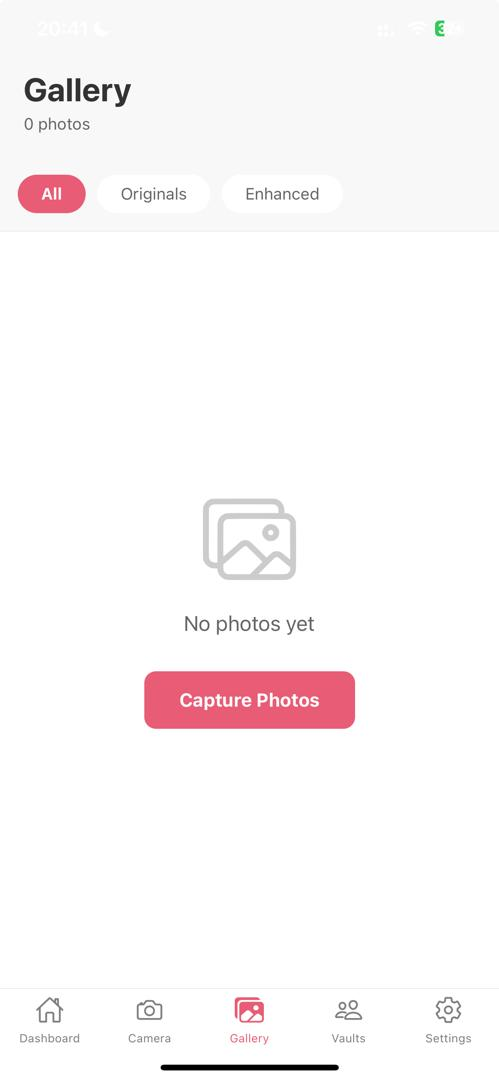 20:41
Gallery
0 photos
All Originals Enhanced
No photos yet
Capture Photos
Dashboard Camera Gallery Vaults Settings